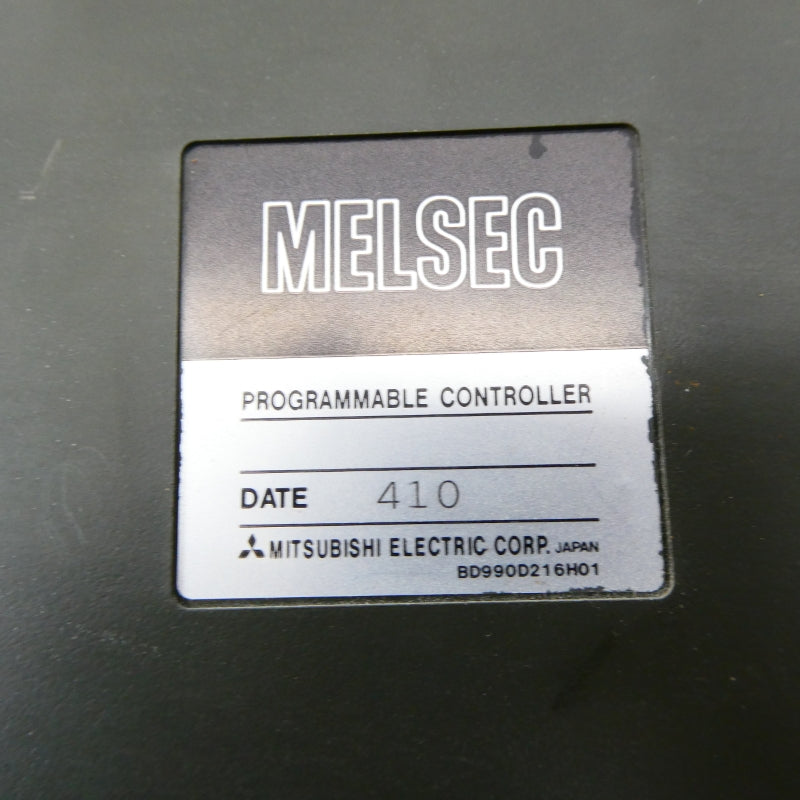 MELSEC
PROGRAMMABLE CONTROLLER
DATE 410
MITSUBISHI ELECTRIC CORP. JAPAN
BD990D216H01